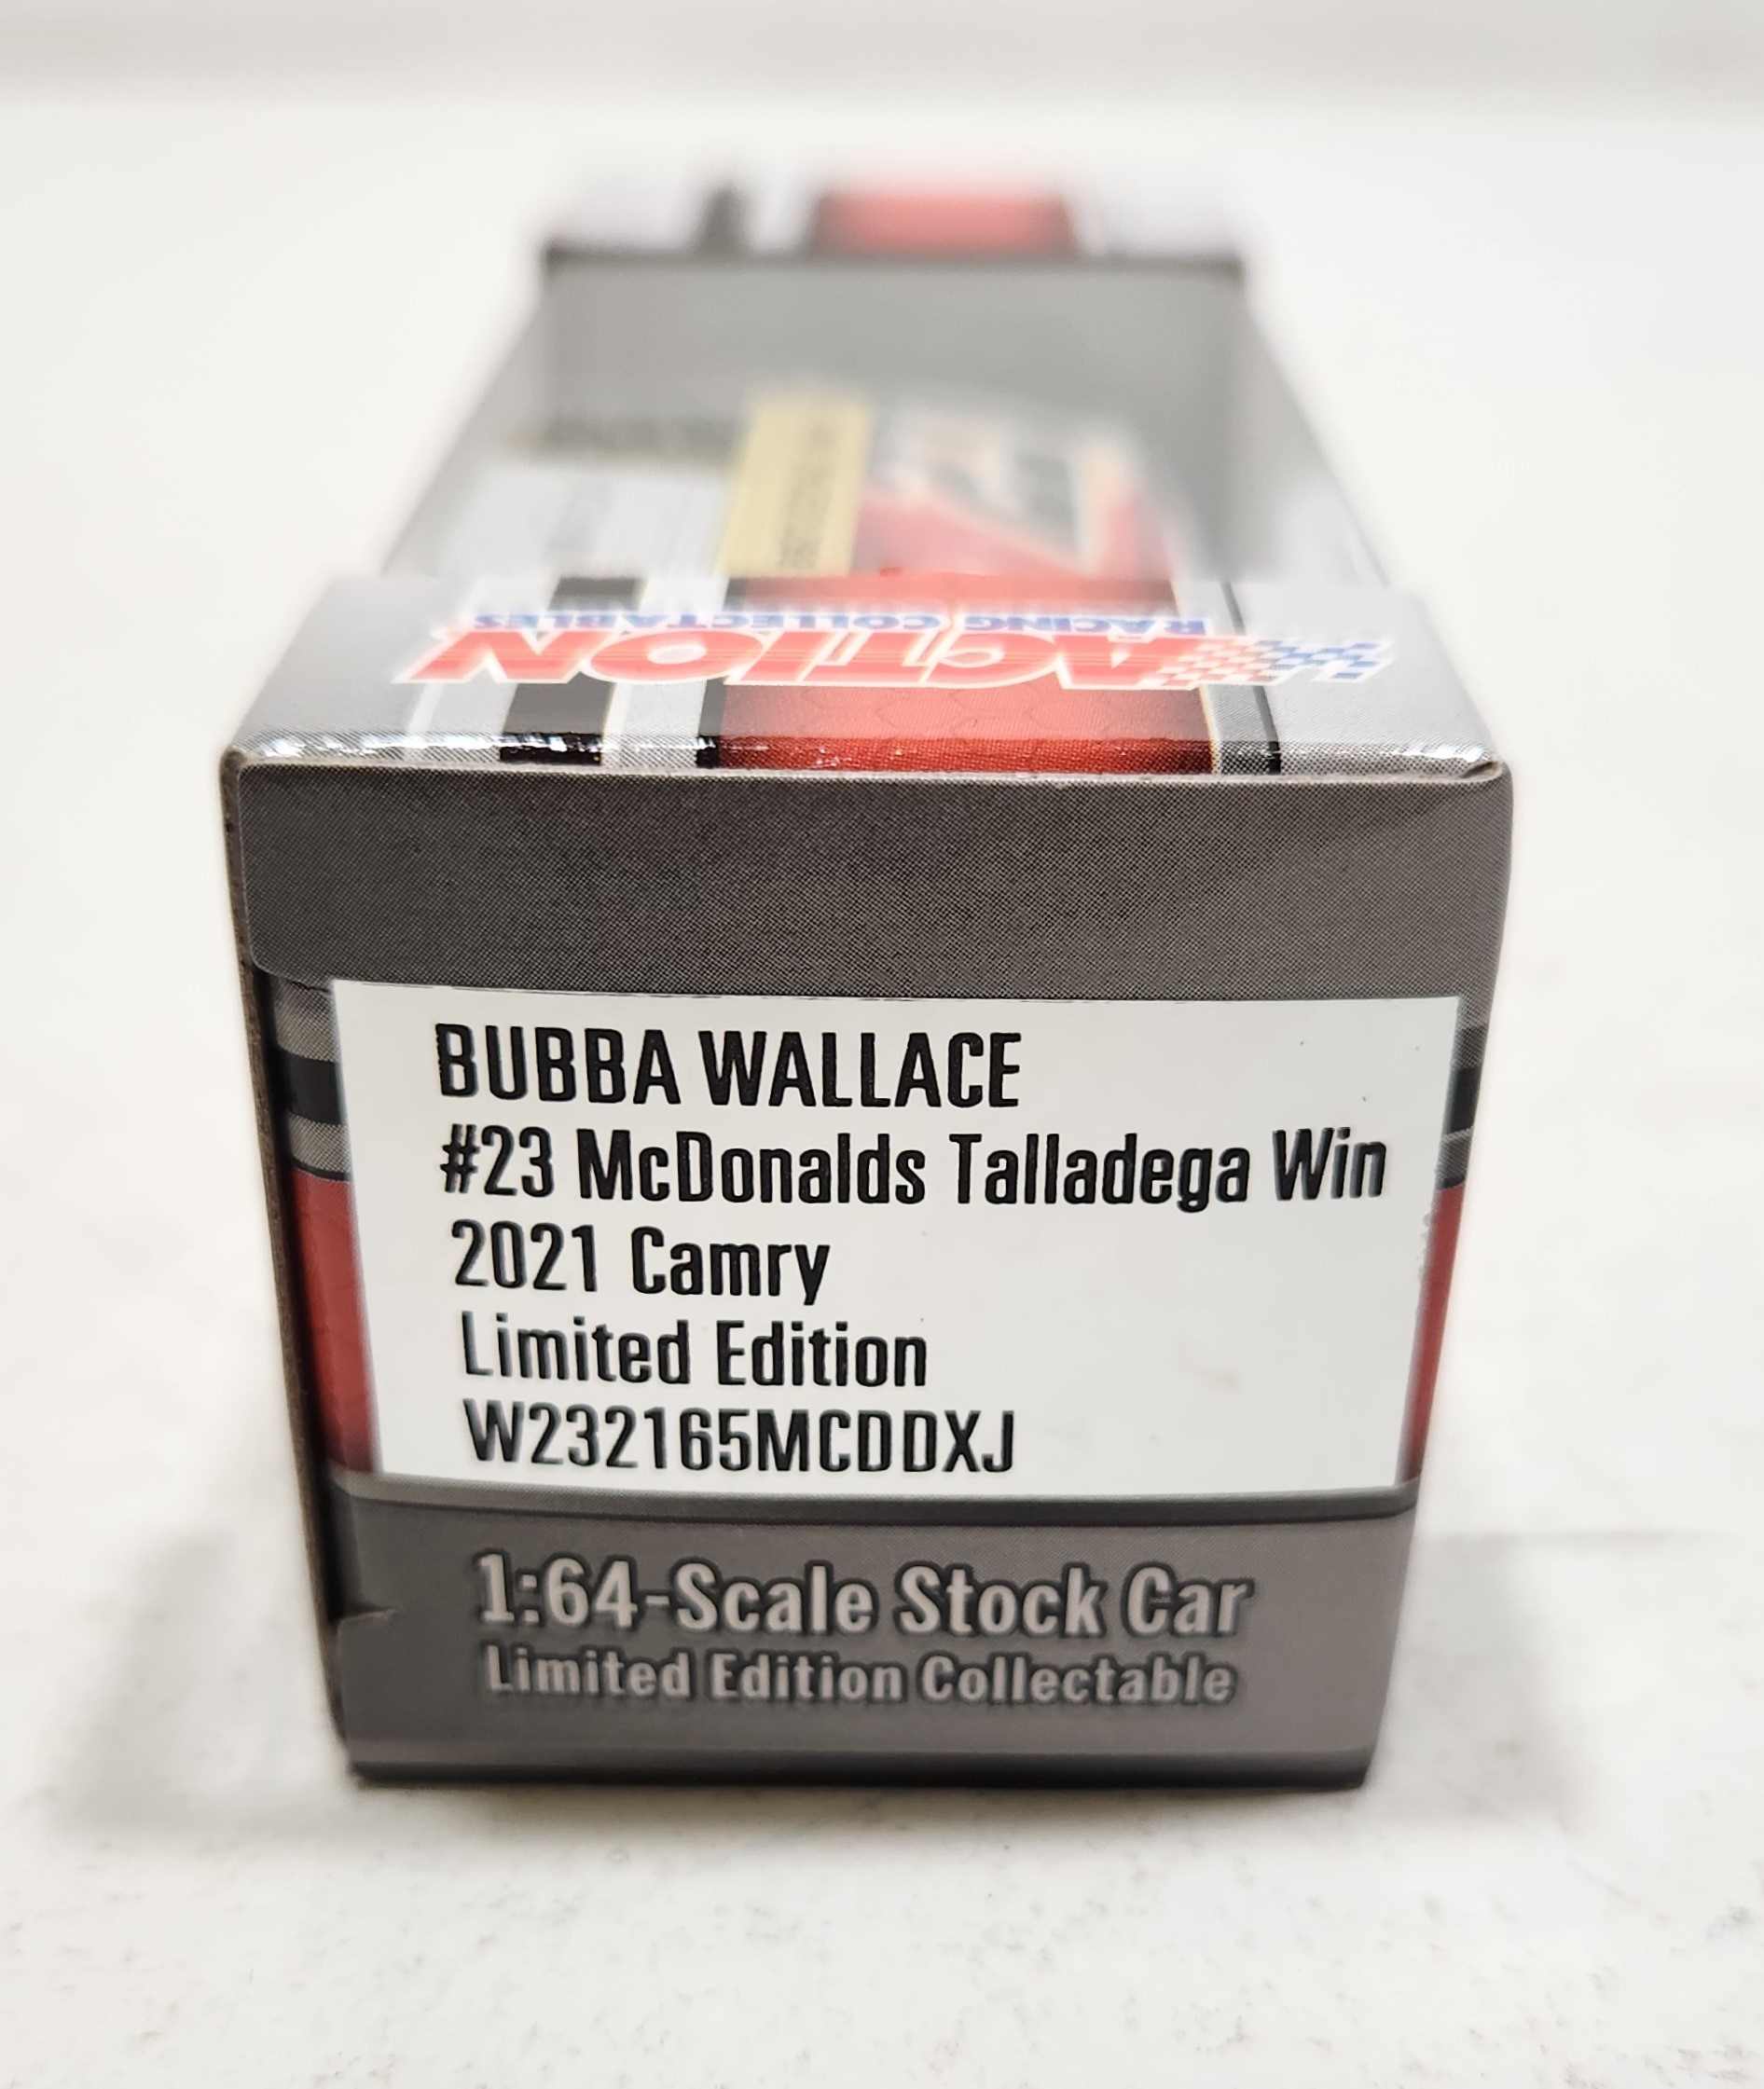 ACTION
RACING COLLECTABLES
BUBBA WALLACE
#23 McDonalds Talladega Win
2021 Camry
Limited Edition
W232165MCDDXJ
1:64-Scale Stock Car
Limited Edition Collectable